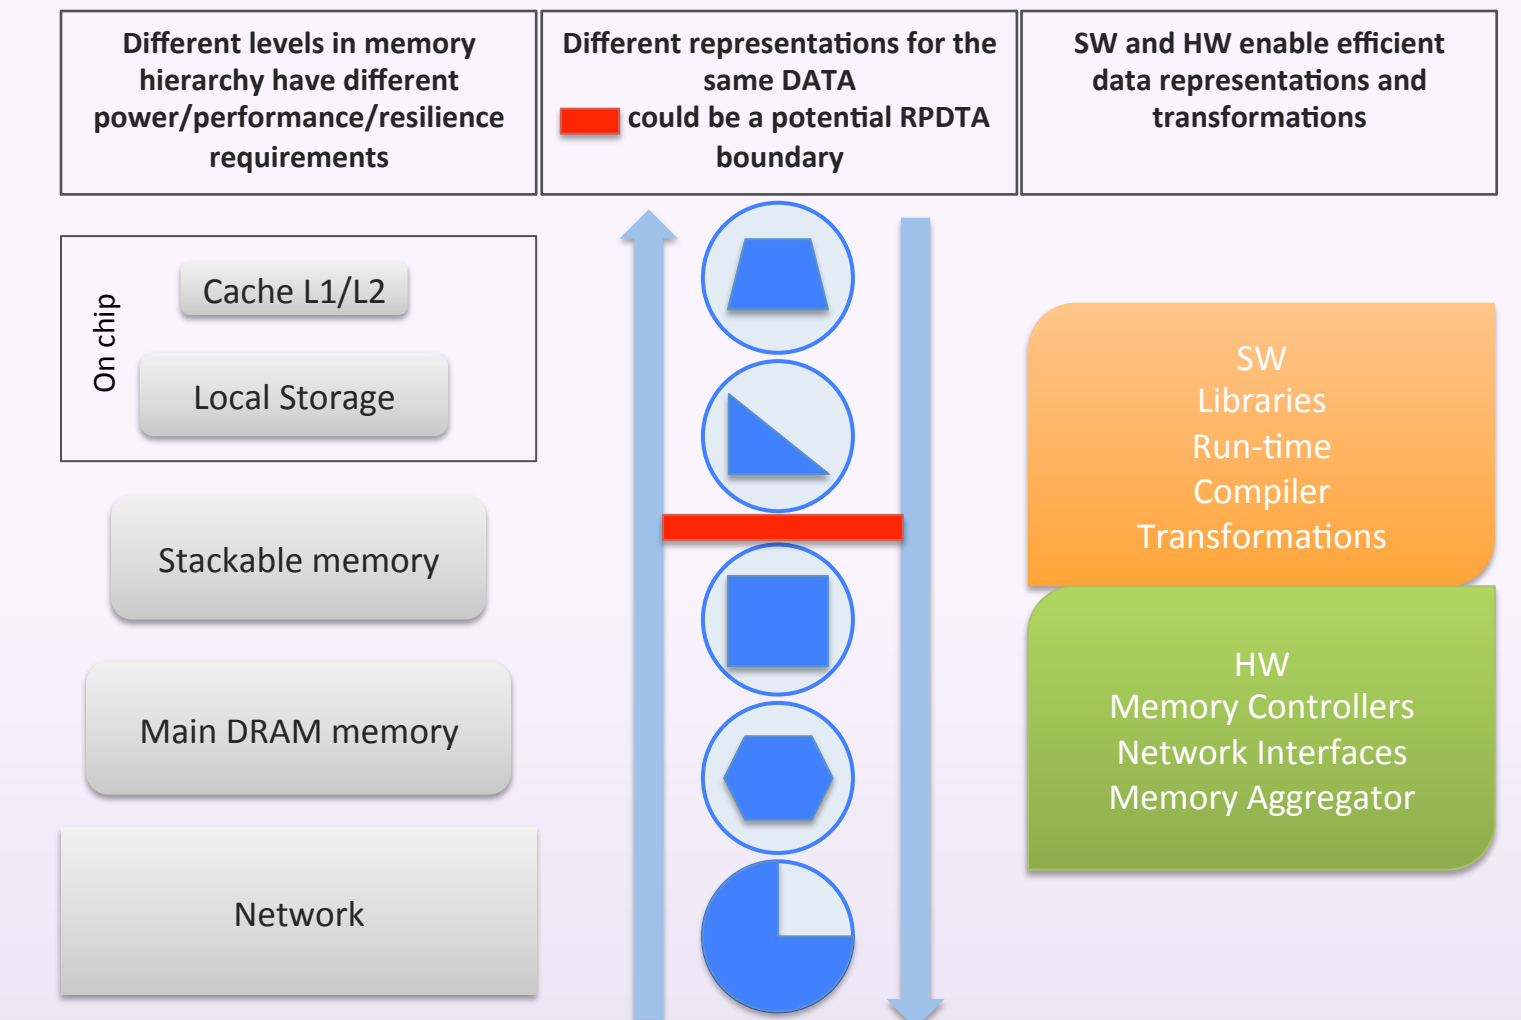 Different levels in memory
hierarchy have different
power/performance/resilience
requirements
Different representations for the
same DATA
could be a potential RPDTA
boundary
SW and HW enable efficient
data representations and
transformations
On chip
Cache L1/L2
Local Storage
Stackable memory
Main DRAM memory
Network
SW
Libraries
Run-time
Compiler
Transformations
HW
Memory Controllers
Network Interfaces
Memory Aggregator